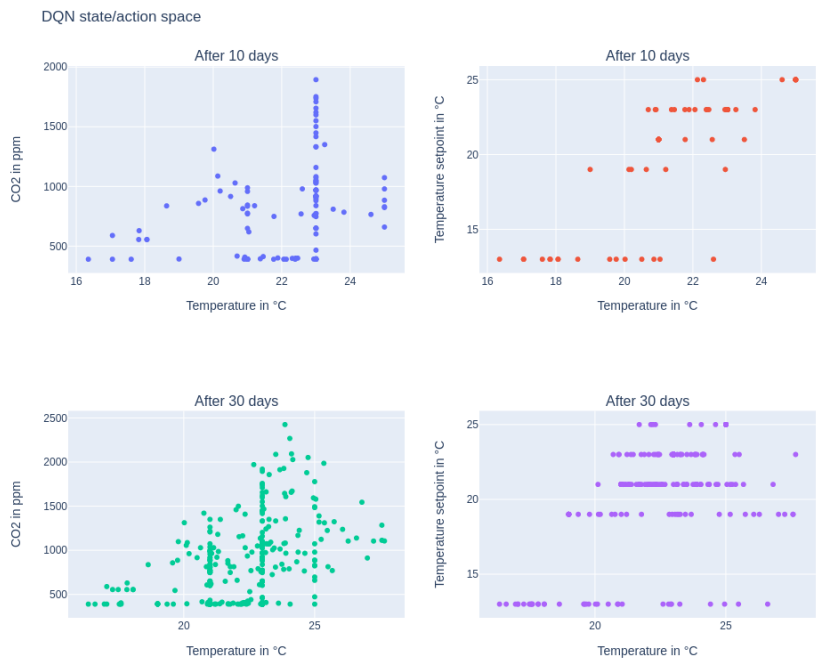 DQN state/action space
After 10 days
After 10 days
2000
1500
1000
500
CO2 in ppm
16
18
20
22
24
Temperature in °C
25
20
15
Temperature setpoint in °C
16
18
20
22
24
Temperature in °C
After 30 days
After 30 days
2500
2000
1500
1000
500
CO2 in ppm
20
25
Temperature in °C
25
20
15
Temperature setpoint in °C
20
25
Temperature in °C